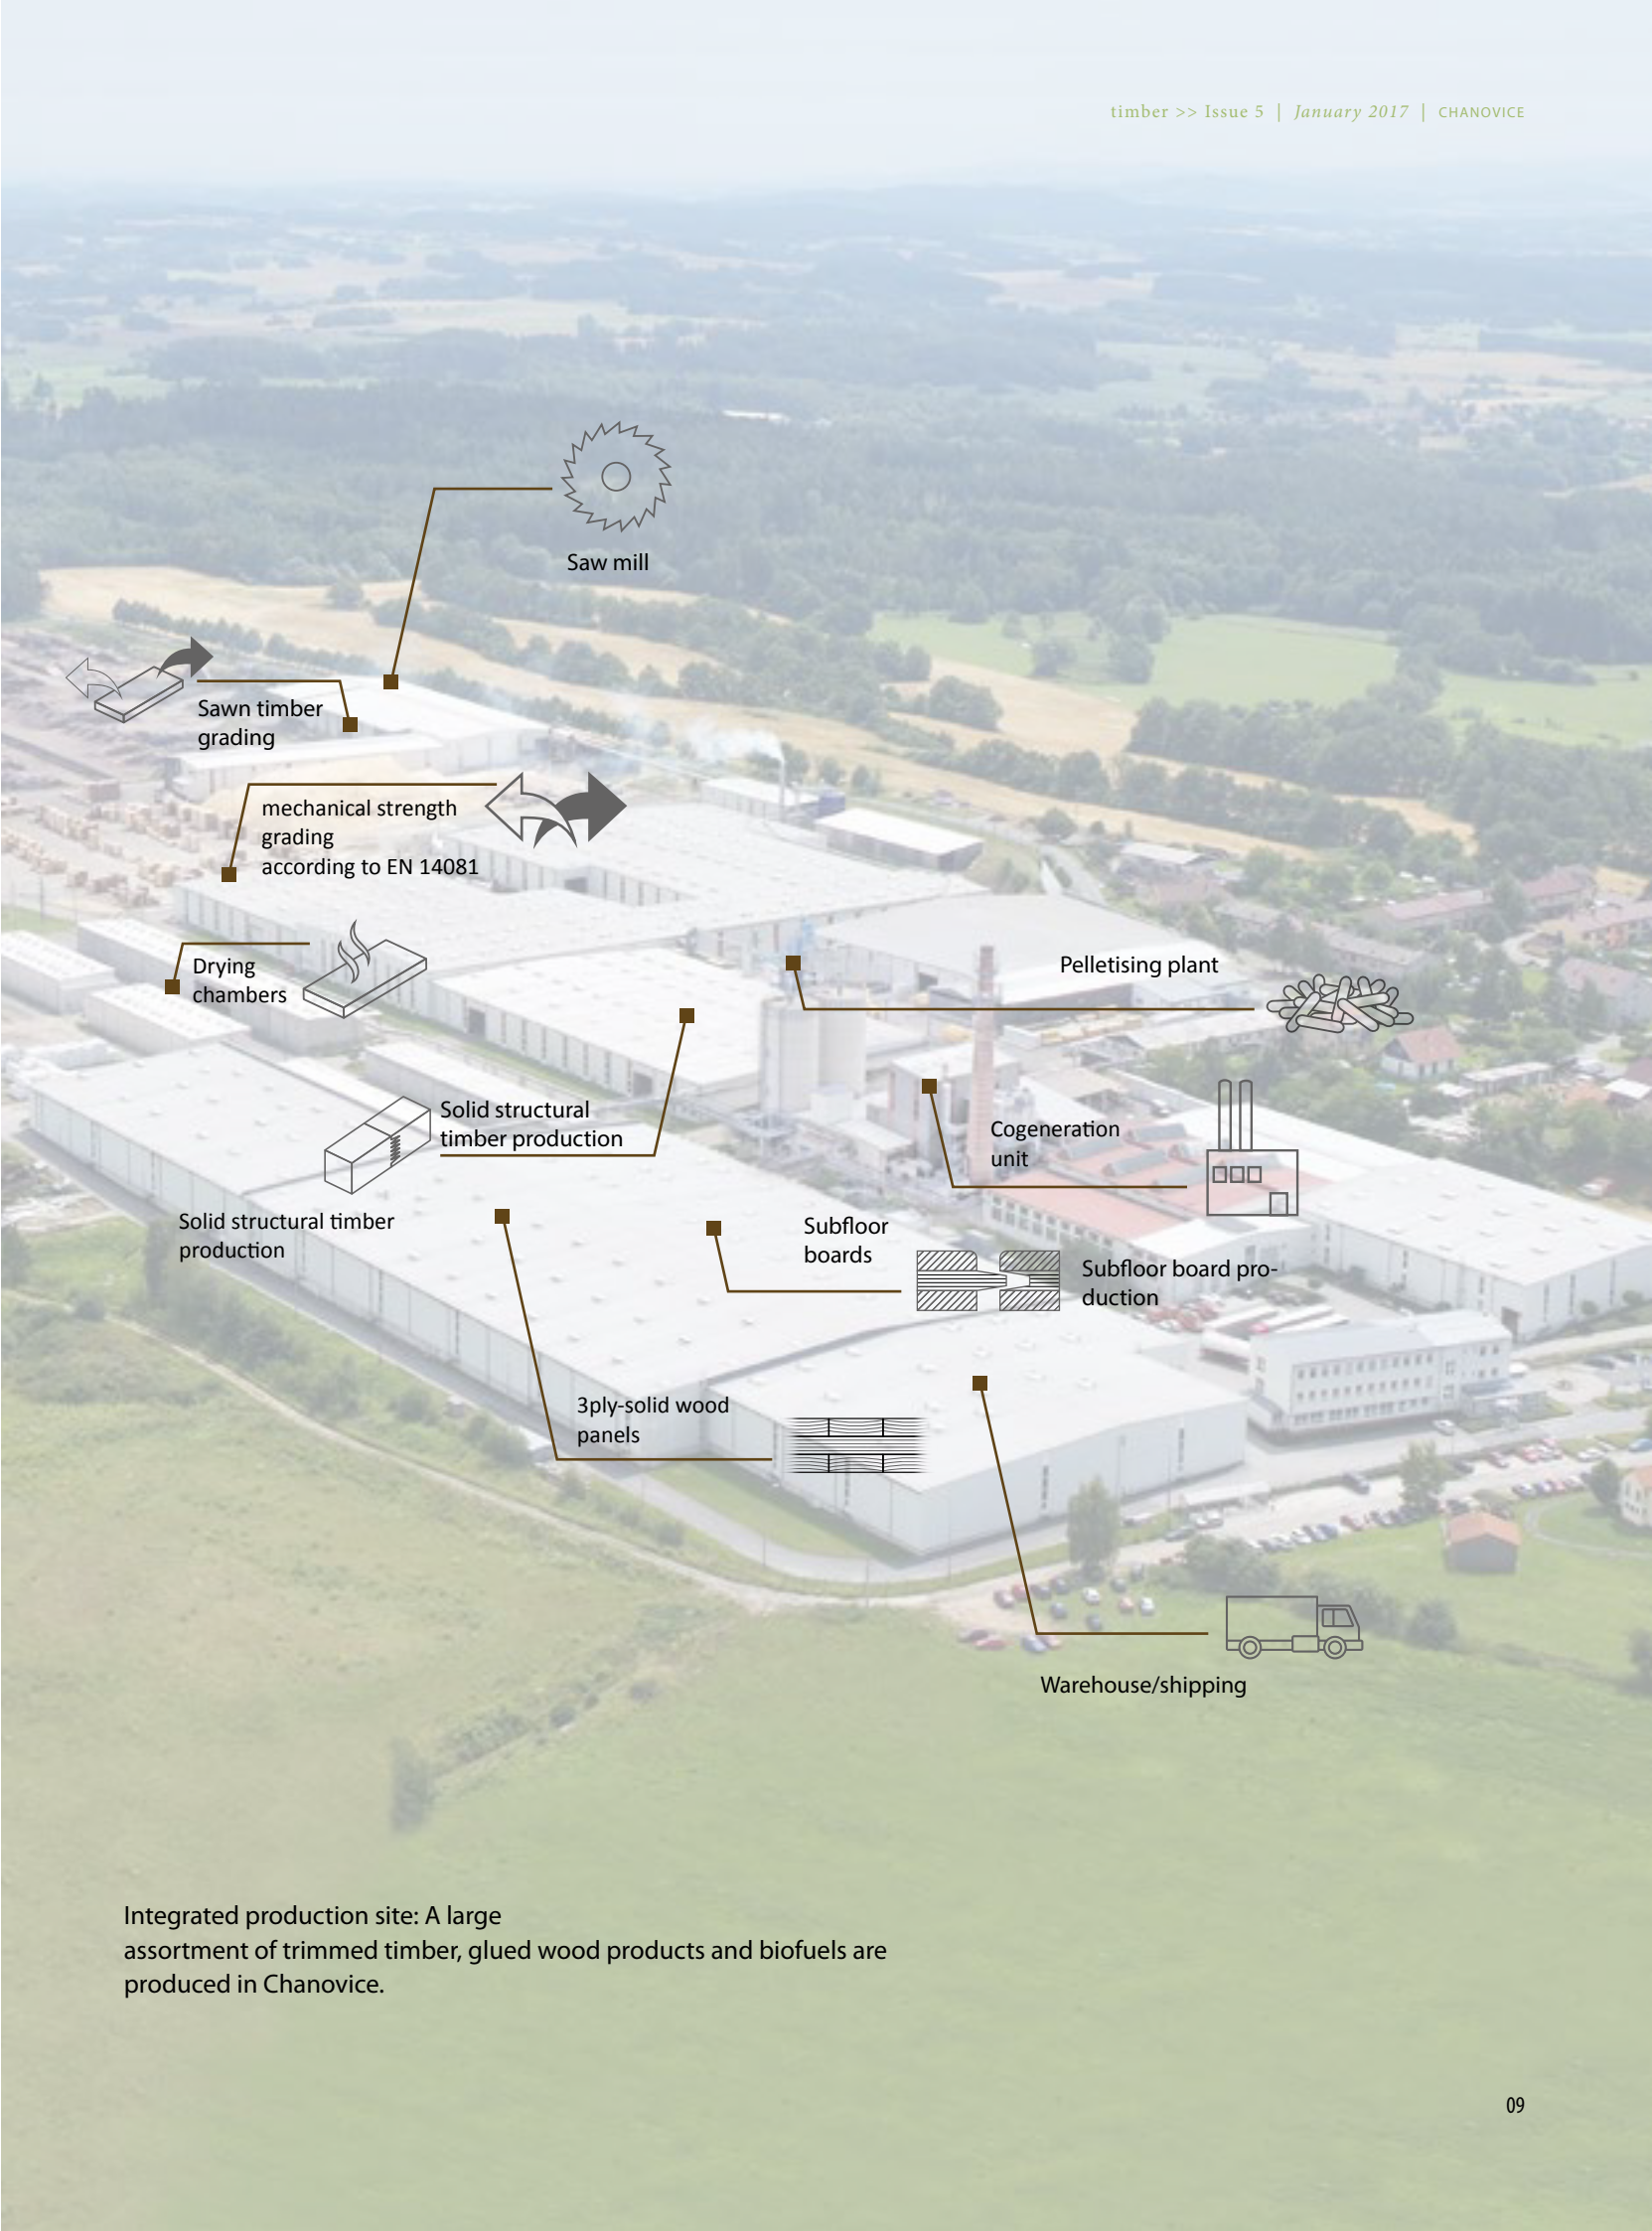 timber >> Issue 5 | January 2017 | CHANOVICE
Saw mill
Sawn timber
grading
mechanical strength
grading
according to EN 14081
Drying
chambers
Pelletising plant
Solid structural
timber production
Cogeneration
unit
Solid structural timber
production
Subfloor
boards
Subfloor board pro-
duction
3ply-solid wood
panels
Warehouse/shipping
Integrated production site: A large
assortment of trimmed timber, glued wood products and biofuels are
produced in Chanovice.
09